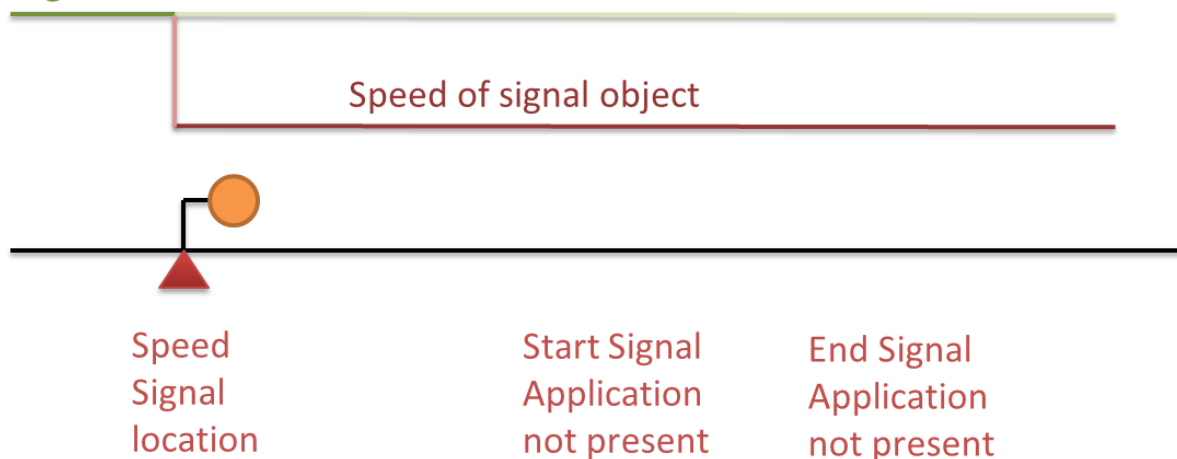 Speed of signal object
Speed
Signal
location
Start Signal
Application
not present
End Signal
Application
not present